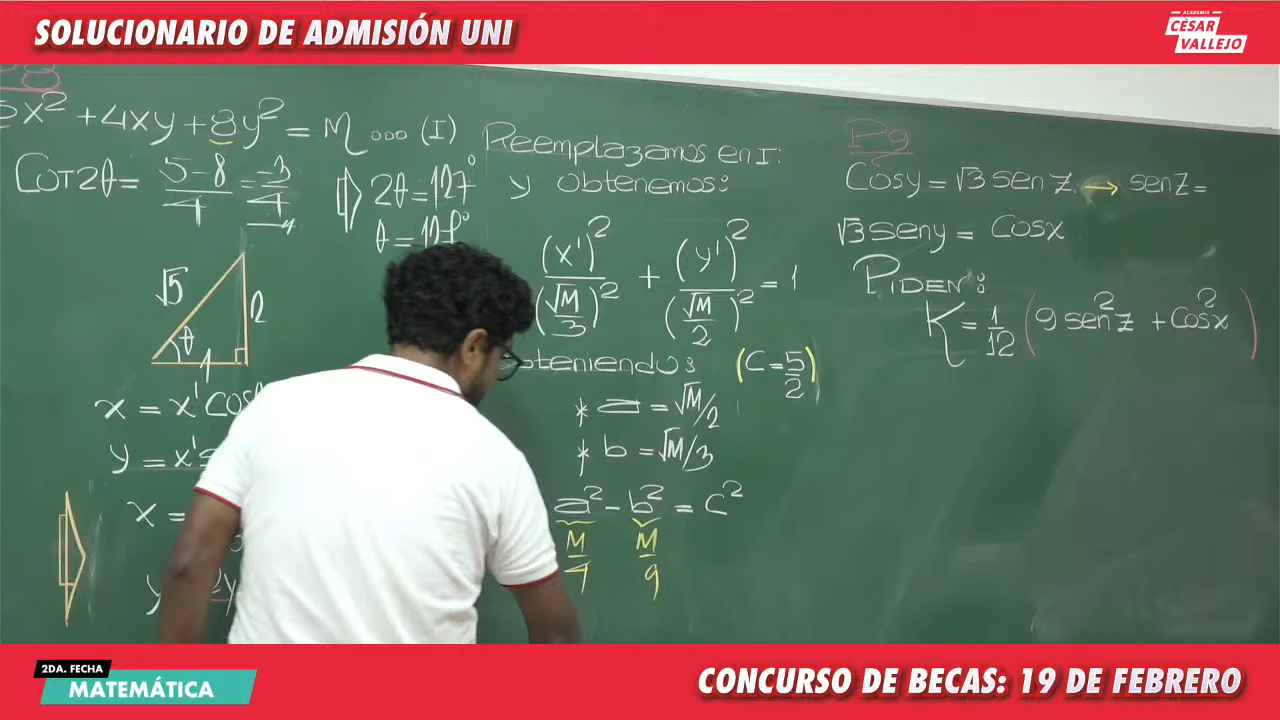 SOLUCIONARIO DE ADMISIÓN UNI
ACADEMIA
CÉSAR
VALLEJO
P8
5x² + 4xy + 8y² = M ... (I)
Cot2θ = (5-8)/4 = -3/4
2θ = 127°
√5
2
θ
1
x = x' cos
y = x's
x =
y
Reemplazamos en I:
y obtenemos:
(x')²/(√M/3)² + (y')²/(√M/2)² = 1
(C = 5/2)
* a = √M/2
* b = √M/3
a² - b² = c²
M/4 M/9
P9
Cosy = √3 sen z → senz =
√3 seny = Cosx
PIDEN:
K = 1/12 (9 sen²z + Cos²x)
2DA. FECHA
MATEMÁTICA
CONCURSO DE BECAS: 19 DE FEBRERO